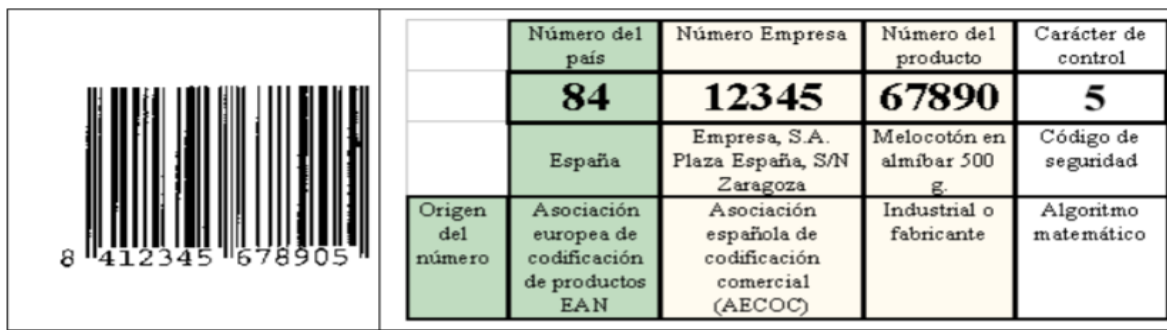 8 412345 678905
Número del país
Número Empresa
Número del producto
Carácter de control
84
12345
67890
5
España
Empresa, S.A.
Plaza España, S/N
Zaragoza
Melocotón en
almíbar 500
g.
Código de
seguridad
Origen
del
número
Asociación
europea de
codificación
de productos
EAN
Asociación
española de
codificación
comercial
(AECOC)
Industrial o
fabricante
Algoritmo
matemático